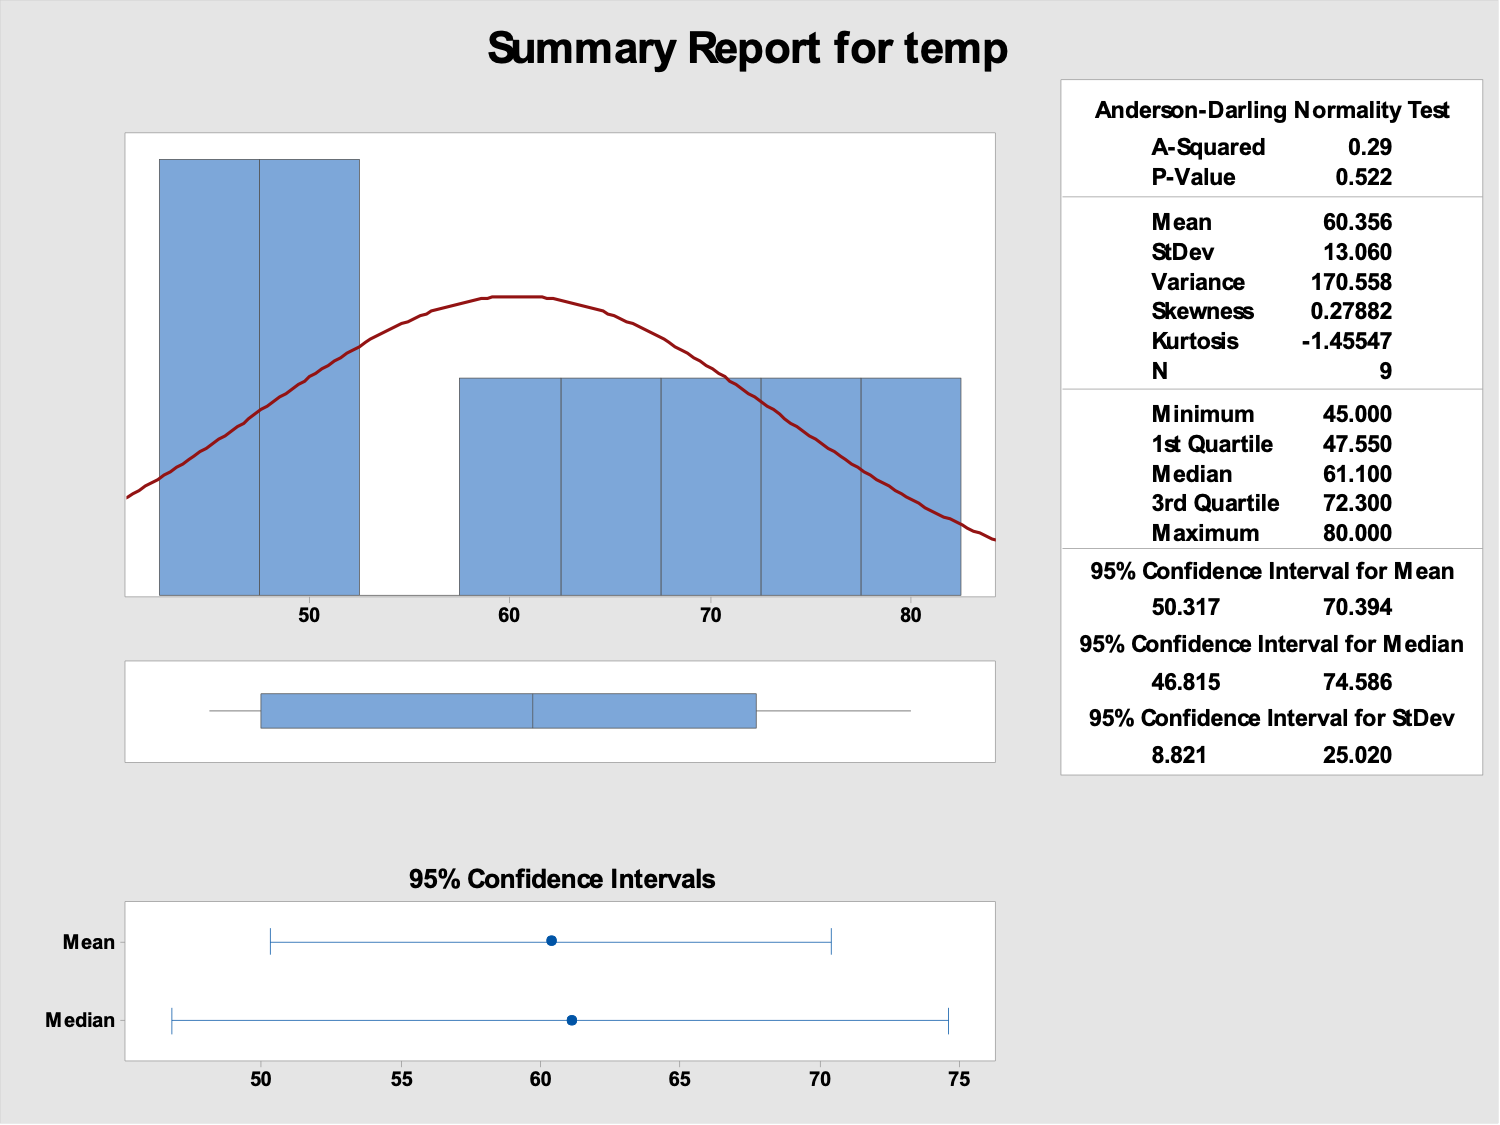 Summary Report for temp
50 60 70 80
95% Confidence Intervals
Mean
Median
50 55 60 65 70 75
Anderson-Darling Normality Test
A-Squared 0.29
P-Value 0.522
Mean 60.356
StDev 13.060
Variance 170.558
Skewness 0.27882
Kurtosis -1.45547
N 9
Minimum 45.000
1st Quartile 47.550
Median 61.100
3rd Quartile 72.300
Maximum 80.000
95% Confidence Interval for Mean
50.317 70.394
95% Confidence Interval for Median
46.815 74.586
95% Confidence Interval for StDev
8.821 25.020